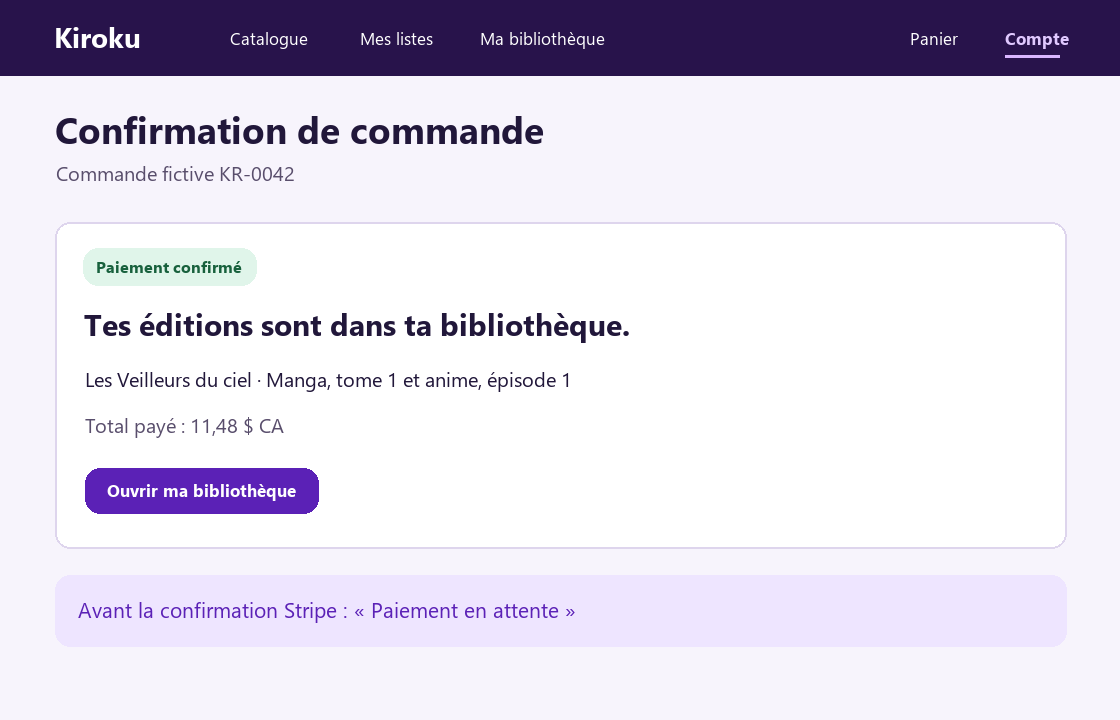 Kiroku
Catalogue
Mes listes
Ma bibliothèque
Panier
Compte
Confirmation de commande
Commande fictive KR-0042
Paiement confirmé
Tes éditions sont dans ta bibliothèque.
Les Veilleurs du ciel · Manga, tome 1 et anime, épisode 1
Total payé : 11,48 $ CA
Ouvrir ma bibliothèque
Avant la confirmation Stripe : « Paiement en attente »